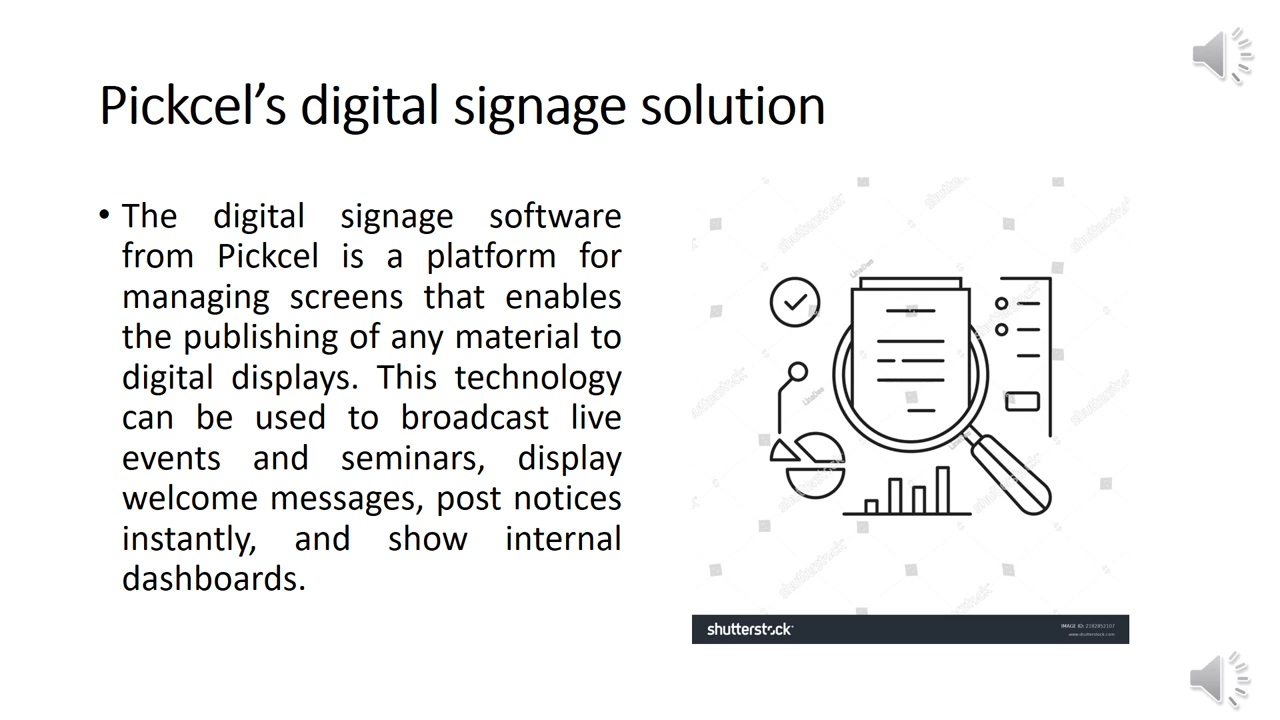 Pickcel’s digital signage solution
• The digital signage software
from Pickcel is a platform for
managing screens that enables
the publishing of any material to
digital displays. This technology
can be used to broadcast live
events and seminars, display
welcome messages, post notices
instantly, and show internal
dashboards.
shutterstock
IMAGE ID: 2182852107
www.shutterstock.com